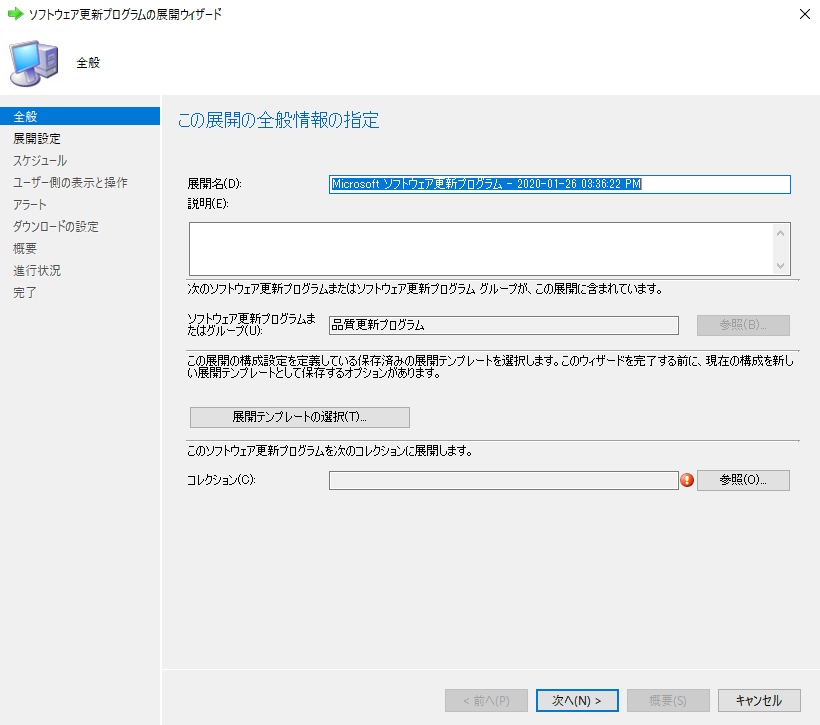 ソフトウェア更新プログラムの展開ウィザード
全般
全般
展開設定
スケジュール
ユーザー側の表示と操作
アラート
ダウンロードの設定
概要
進行状況
完了
この展開の全般情報の指定
展開名(D):
Microsoft ソフトウェア更新プログラム - 2020-01-26 03:36:22 PM
説明(E):
次のソフトウェア更新プログラムまたはソフトウェア更新プログラム グループが、この展開に含まれています。
ソフトウェア更新プログラムま
たはグループ(U):
品質更新プログラム
参照(B)...
この展開の構成設定を定義している保存済みの展開テンプレートを選択します。このウィザードを完了する前に、現在の構成を新し
い展開テンプレートとして保存するオプションがあります。
展開テンプレートの選択(T)...
このソフトウェア更新プログラムを次のコレクションに展開します。
コレクション(C):
参照(O)...
< 前へ(P)
次へ(N) >
概要(S)
キャンセル